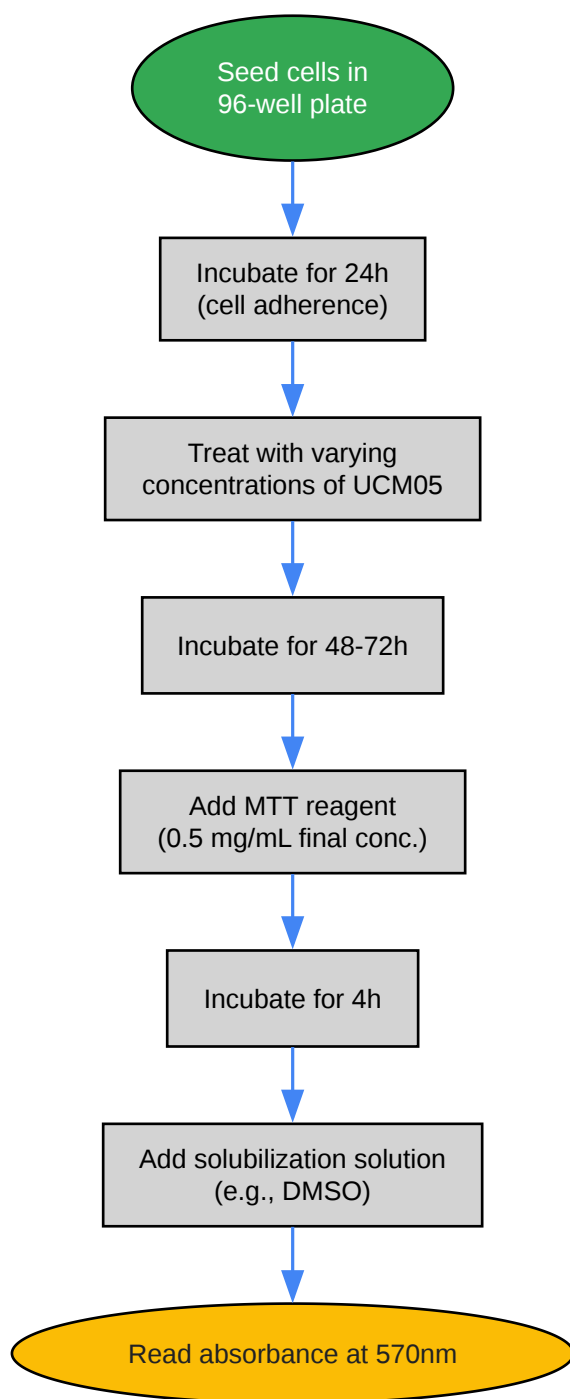 Seed cells in
96-well plate
Incubate for 24h
(cell adherence)
Treat with varying
concentrations of UCM05
Incubate for 48-72h
Add MTT reagent
(0.5 mg/mL final conc.)
Incubate for 4h
Add solubilization solution
(e.g., DMSO)
Read absorbance at 570nm